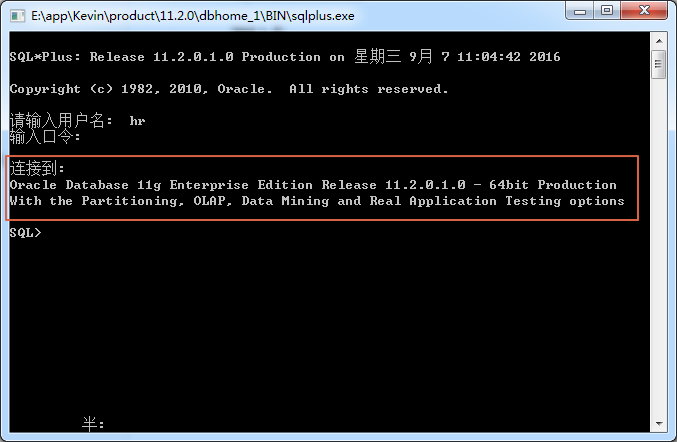 E:\app\Kevin\product\11.2.0\dbhome_1\BIN\sqlplus.exe
SQL*Plus: Release 11.2.0.1.0 Production on 星期三 9月 7 11:04:42 2016
Copyright (c) 1982, 2010, Oracle.  All rights reserved.
请输入用户名:  hr
输入口令:
连接到:
Oracle Database 11g Enterprise Edition Release 11.2.0.1.0 - 64bit Production
With the Partitioning, OLAP, Data Mining and Real Application Testing options
SQL>
半: